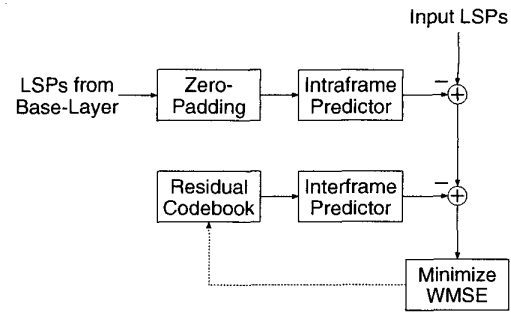 Input LSPs
LSPs from
Base-Layer
Zero-
Padding
Intraframe
Predictor
−
+
Residual
Codebook
Interframe
Predictor
−
+
Minimize
WMSE